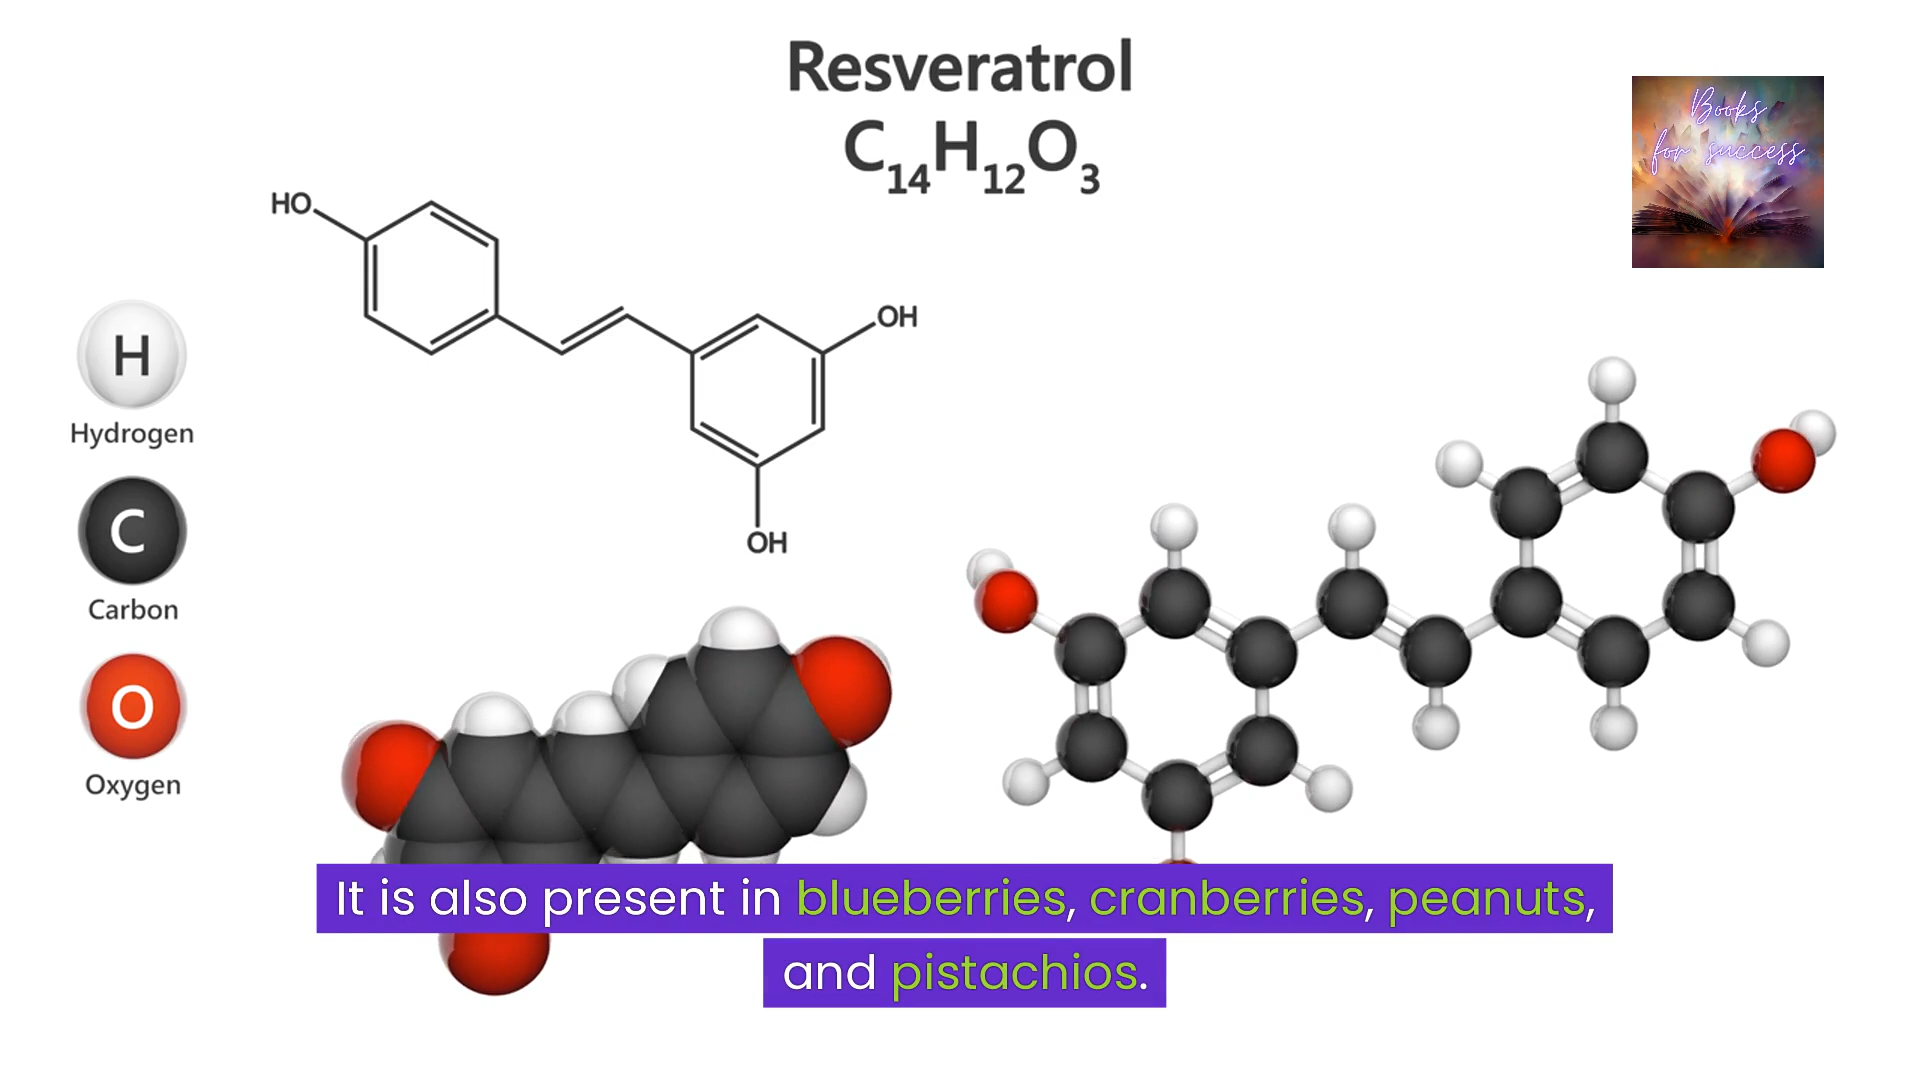 Resveratrol
C₁₄H₁₂O₃
Books
for success
HO
OH
OH
H
Hydrogen
C
Carbon
O
Oxygen
It is also present in blueberries, cranberries, peanuts,
and pistachios.